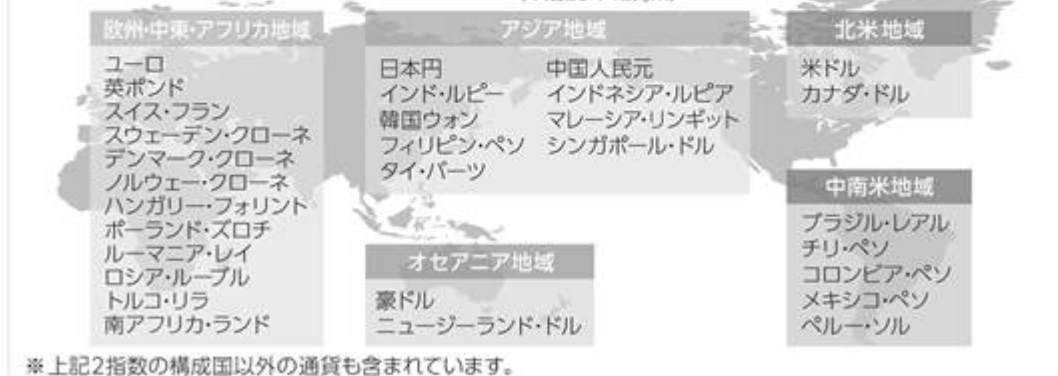 欧州・中東・アフリカ地域
ユーロ
英ポンド
スイス・フラン
スウェーデン・クローネ
デンマーク・クローネ
ノルウェー・クローネ
ハンガリー・フォリント
ポーランド・ズロチ
ルーマニア・レイ
ロシア・ルーブル
トルコ・リラ
南アフリカ・ランド
アジア地域
日本円 中国人民元
インド・ルピー インドネシア・ルピア
韓国ウォン マレーシア・リンギット
フィリピン・ペソ シンガポール・ドル
タイ・バーツ
オセアニア地域
豪ドル
ニュージーランド・ドル
北米地域
米ドル
カナダ・ドル
中南米地域
ブラジル・レアル
チリ・ペソ
コロンビア・ペソ
メキシコ・ペソ
ペルー・ソル
※上記2指数の構成国以外の通貨も含まれています。